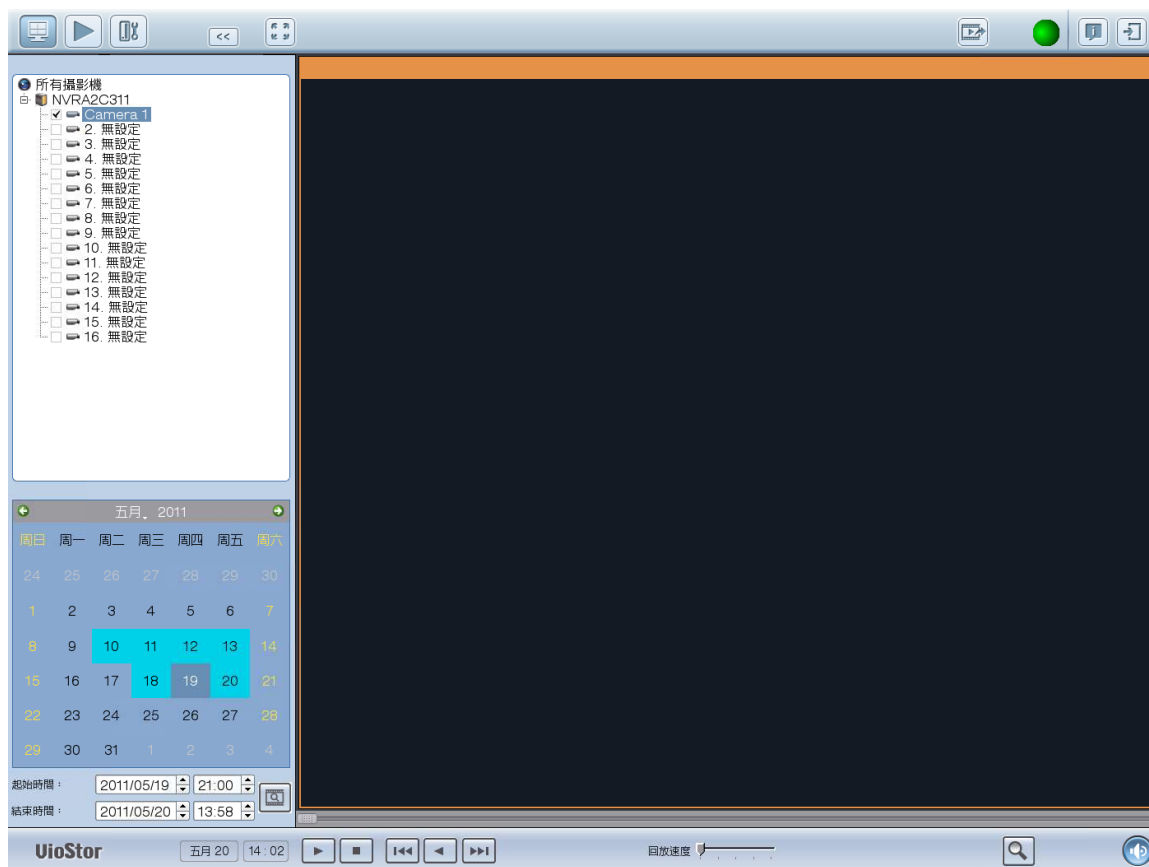 <<
所有攝影機
NVRA2C311
Camera 1
2. 無設定
3. 無設定
4. 無設定
5. 無設定
6. 無設定
7. 無設定
8. 無設定
9. 無設定
10. 無設定
11. 無設定
12. 無設定
13. 無設定
14. 無設定
15. 無設定
16. 無設定
五月, 2011
周日 周一 周二 周三 周四 周五 周六
24 25 26 27 28 29 30
1 2 3 4 5 6 7
8 9 10 11 12 13 14
15 16 17 18 19 20 21
22 23 24 25 26 27 28
29 30 31 1 2 3 4
起始時間： 2011/05/19 21:00
結束時間： 2011/05/20 13:58
VioStor 五月 20 14:02 回放速度